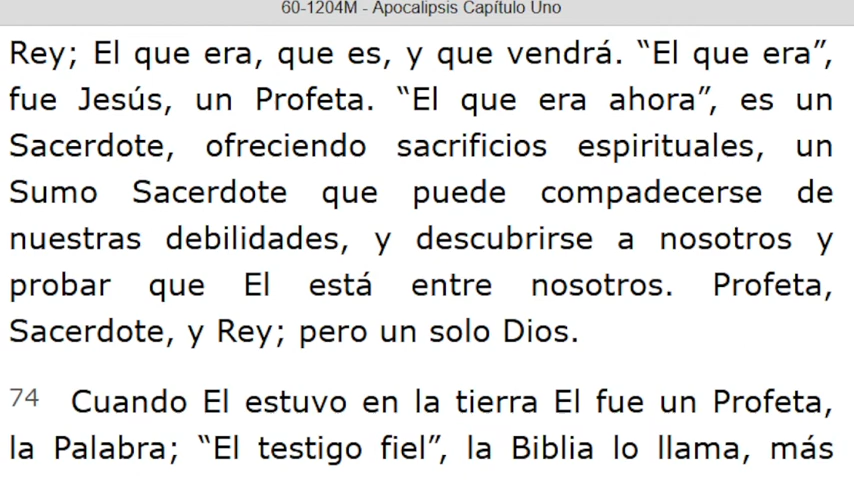 60-1204M - Apocalipsis Capítulo Uno
Rey; El que era, que es, y que vendrá. “El que era”,
fue Jesús, un Profeta. “El que era ahora”, es un
Sacerdote, ofreciendo sacrificios espirituales, un
Sumo Sacerdote que puede compadecerse de
nuestras debilidades, y descubrirse a nosotros y
probar que El está entre nosotros. Profeta,
Sacerdote, y Rey; pero un solo Dios.
74 Cuando El estuvo en la tierra El fue un Profeta,
la Palabra; “El testigo fiel”, la Biblia lo llama, más